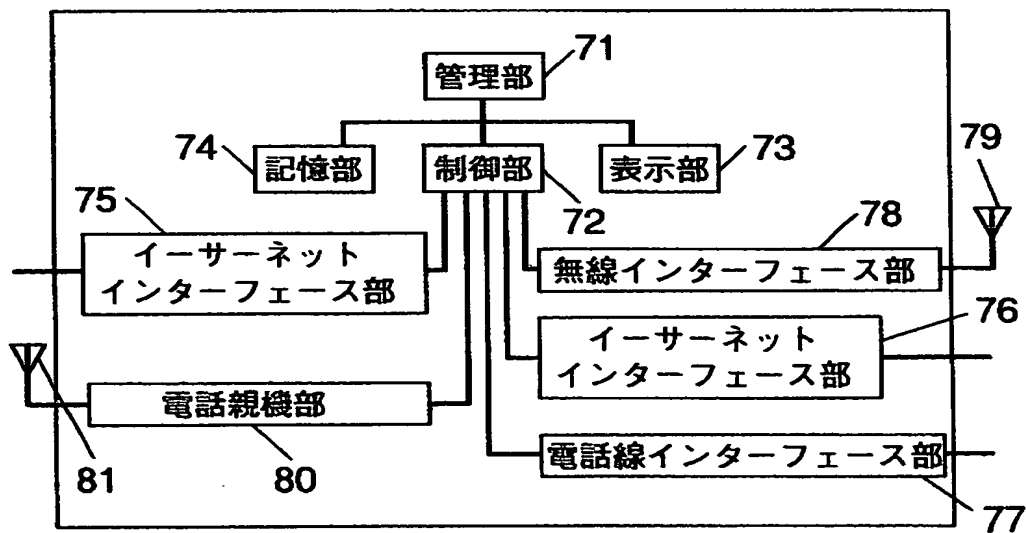 71
管理部
74
記憶部
制御部
表示部
73
79
75
72
78
イーサーネット
インターフェース部
無線インターフェース部
76
イーサーネット
インターフェース部
電話親機部
81
80
電話線インターフェース部
77